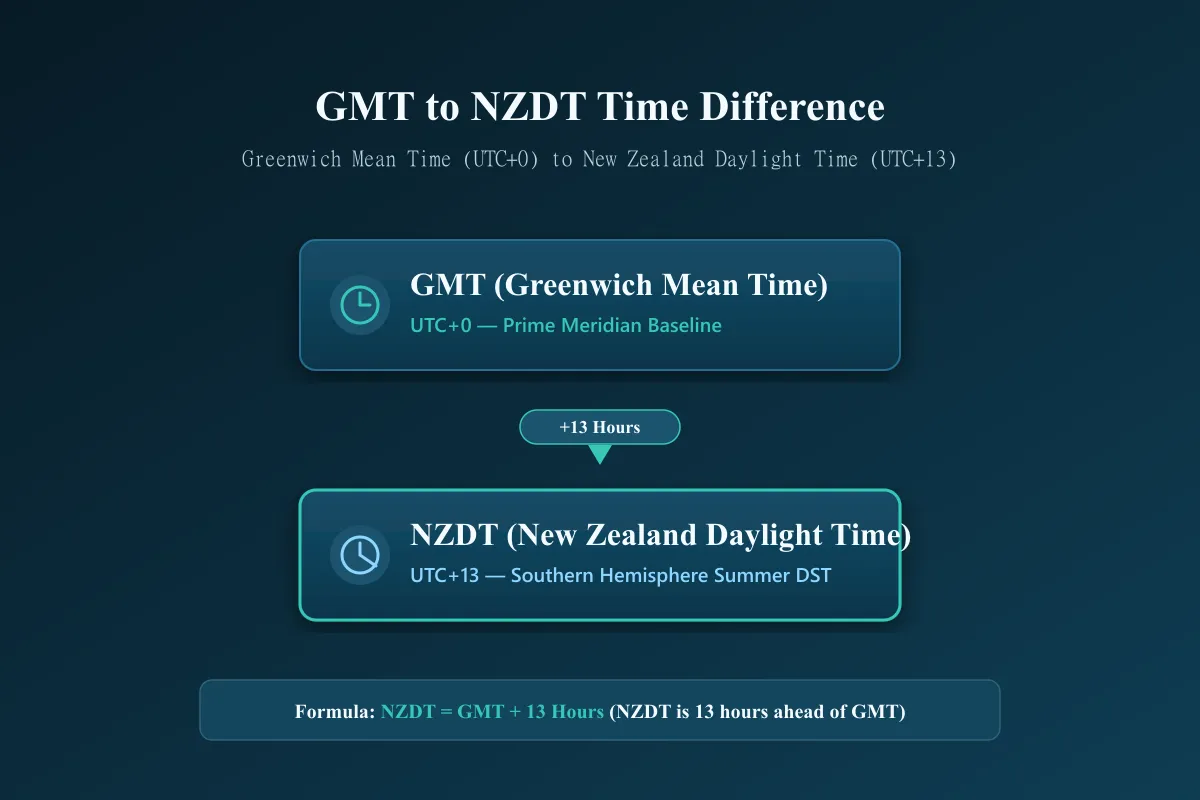 GMT to NZDT Time Difference
Greenwich Mean Time (UTC+0) to New Zealand Daylight Time (UTC+13)
GMT (Greenwich Mean Time)
UTC+0 — Prime Meridian Baseline
+13 Hours
NZDT (New Zealand Daylight Time)
UTC+13 — Southern Hemisphere Summer DST
Formula: NZDT = GMT + 13 Hours (NZDT is 13 hours ahead of GMT)